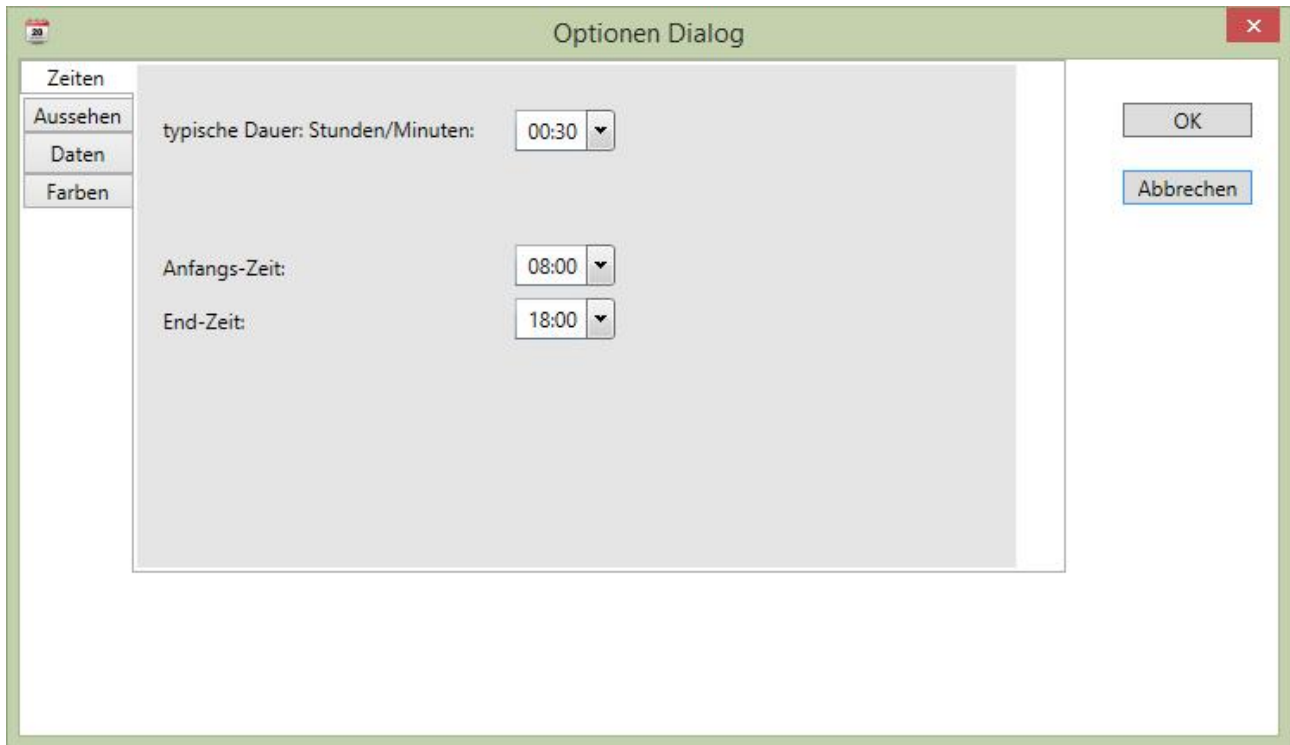 Optionen Dialog
Zeiten
Aussehen
Daten
Farben
typische Dauer: Stunden/Minuten: 00:30
Anfangs-Zeit: 08:00
End-Zeit: 18:00
OK
Abbrechen
20